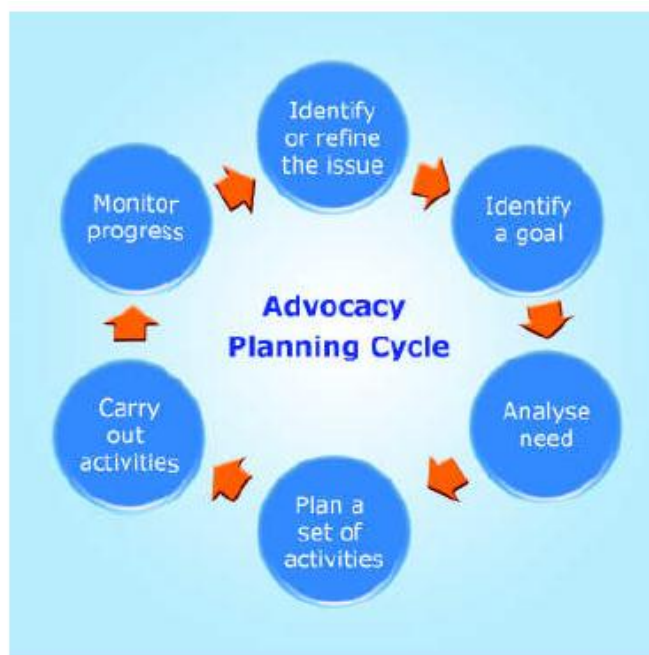 Identify
or refine
the issue
Identify
a goal
Analyse
need
Plan a
set of
activities
Carry
out
activities
Monitor
progress
Advocacy
Planning Cycle